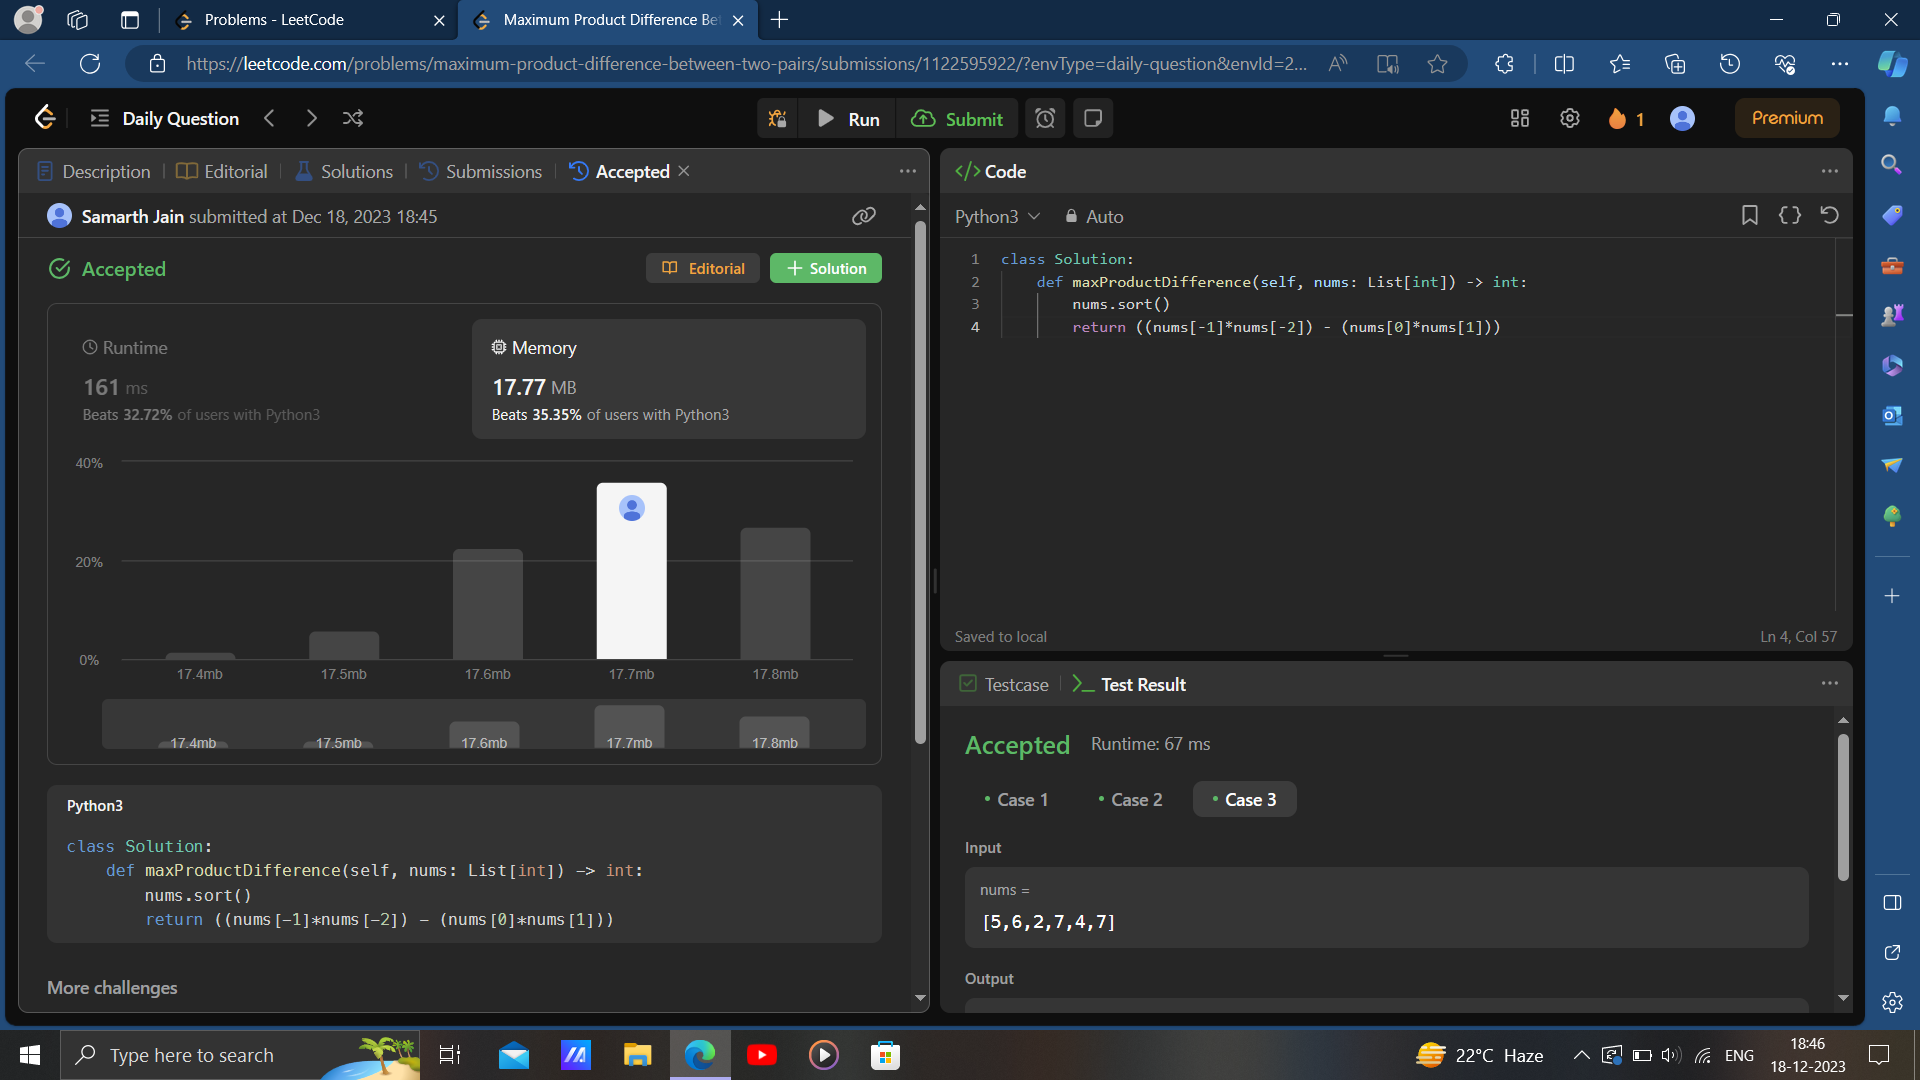 Problems - LeetCode
Maximum Product Difference Be
https://leetcode.com/problems/maximum-product-difference-between-two-pairs/submissions/1122595922/?envType=daily-question&envId=2...
Daily Question
Run
Submit
1
Premium
Description
Editorial
Solutions
Submissions
Accepted
Samarth Jain submitted at Dec 18, 2023 18:45
Accepted
Editorial
+ Solution
Runtime
161 ms
Beats 32.72% of users with Python3
Memory
17.77 MB
Beats 35.35% of users with Python3
40%
20%
0%
17.4mb 17.5mb 17.6mb 17.7mb 17.8mb
17.4mb 17.5mb 17.6mb 17.7mb 17.8mb
Python3
class Solution:
def maxProductDifference(self, nums: List[int]) -> int:
nums.sort()
return ((nums[-1]*nums[-2]) - (nums[0]*nums[1]))
More challenges
</> Code
Python3
Auto
1 class Solution:
2 def maxProductDifference(self, nums: List[int]) -> int:
3 nums.sort()
4 return ((nums[-1]*nums[-2]) - (nums[0]*nums[1]))
Saved to local
Ln 4, Col 57
Testcase
Test Result
Accepted
Runtime: 67 ms
• Case 1
• Case 2
• Case 3
Input
nums =
[5,6,2,7,4,7]
Output
Type here to search
22°C Haze
ENG
18:46
18-12-2023